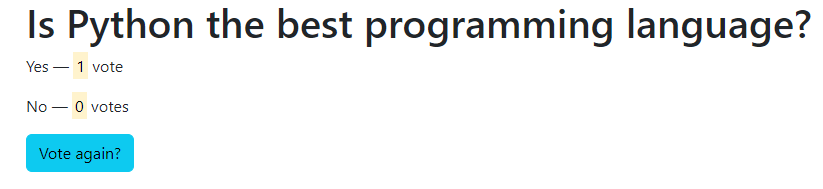 Is Python the best programming language?
Yes — 1 vote
No — 0 votes
Vote again?